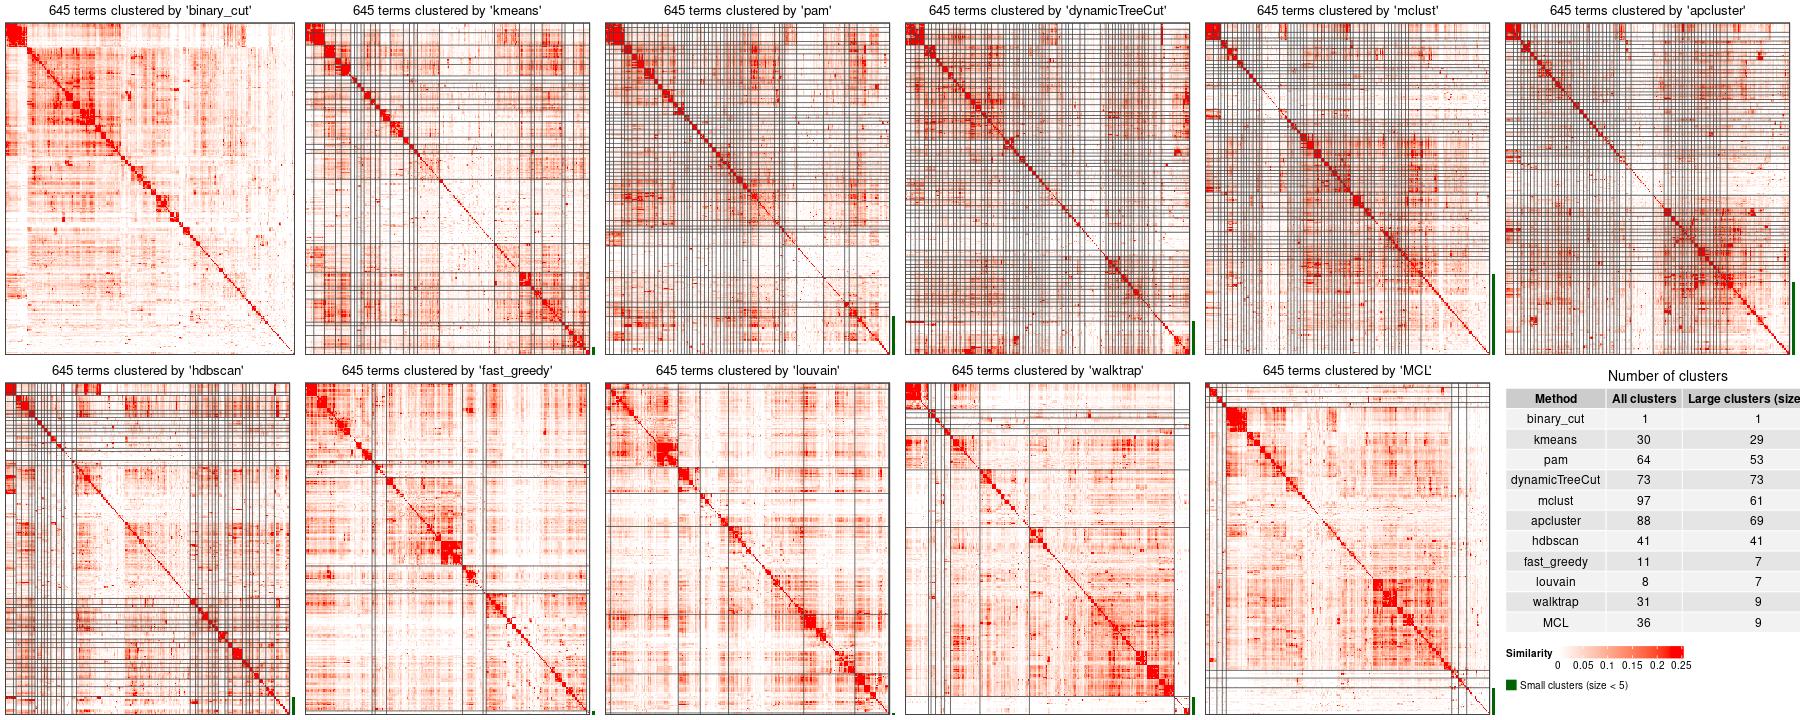 645 terms clustered by 'binary_cut'
645 terms clustered by 'kmeans'
645 terms clustered by 'pam'
645 terms clustered by 'dynamicTreeCut'
645 terms clustered by 'mclust'
645 terms clustered by 'apcluster'
645 terms clustered by 'hdbscan'
645 terms clustered by 'fast_greedy'
645 terms clustered by 'louvain'
645 terms clustered by 'walktrap'
645 terms clustered by 'MCL'
Number of clusters
Method All clusters Large clusters (size
binary_cut 1 1
kmeans 30 29
pam 64 53
dynamicTreeCut 73 73
mclust 97 61
apcluster 88 69
hdbscan 41 41
fast_greedy 11 7
louvain 8 7
walktrap 31 9
MCL 36 9
Similarity
0 0.05 0.1 0.15 0.2 0.25
Small clusters (size < 5)